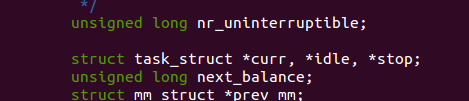 */
unsigned long nr_uninterruptible;
struct task_struct *curr, *idle, *stop;
unsigned long next_balance;
struct mm_struct *prev_mm;